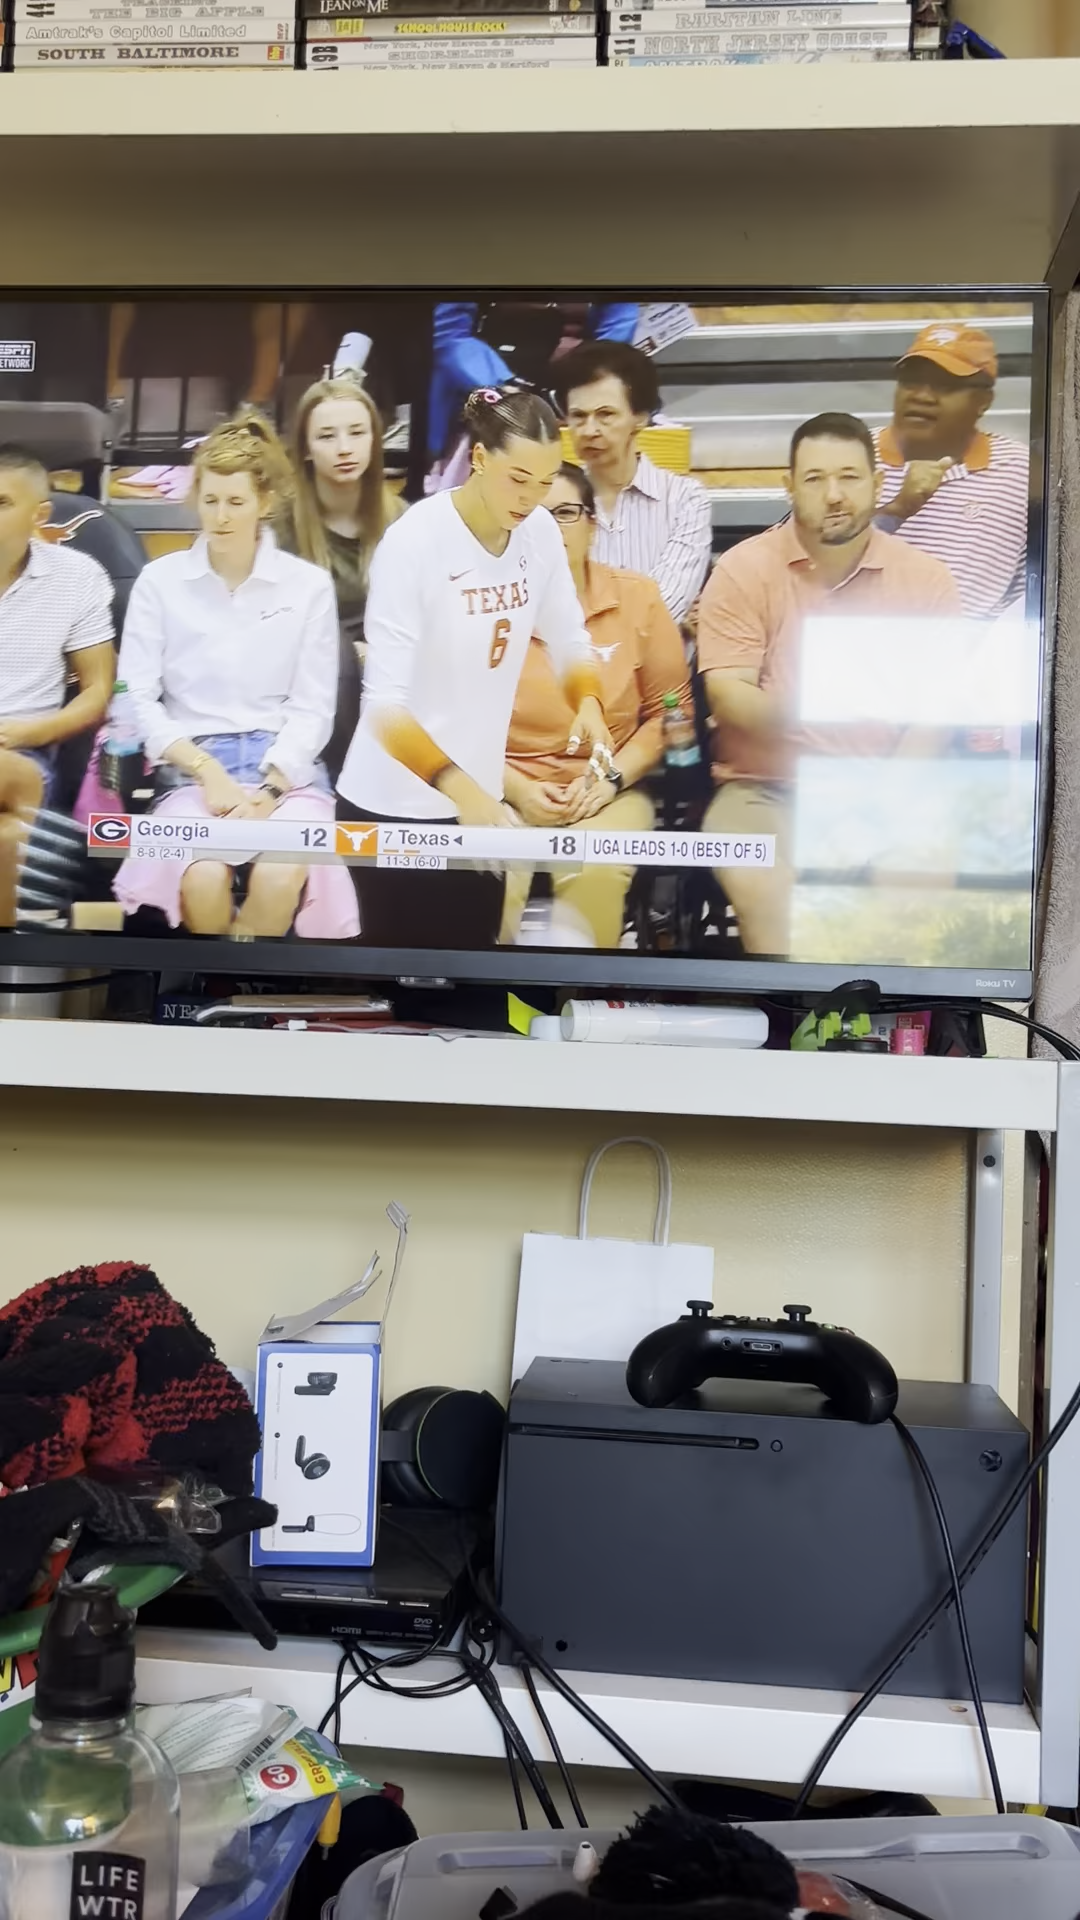 Amtrak's Capitol Limited
SOUTH BALTIMORE
THE BIG APPLE
LEAN ON ME
SCHOOLHOUSE ROCK!
New York, New Haven & Hartford
SHORELINE
New York, New Haven & Hartford
RARITAN LINE
NORTH JERSEY COAST
ESPN
NETWORK
TEXAS
6
Georgia 12
8-8 (2-4)
7 Texas 18
11-3 (6-0)
UGA LEADS 1-0 (BEST OF 5)
Roku TV
HDMI
DVD
60
LIFE
WTR